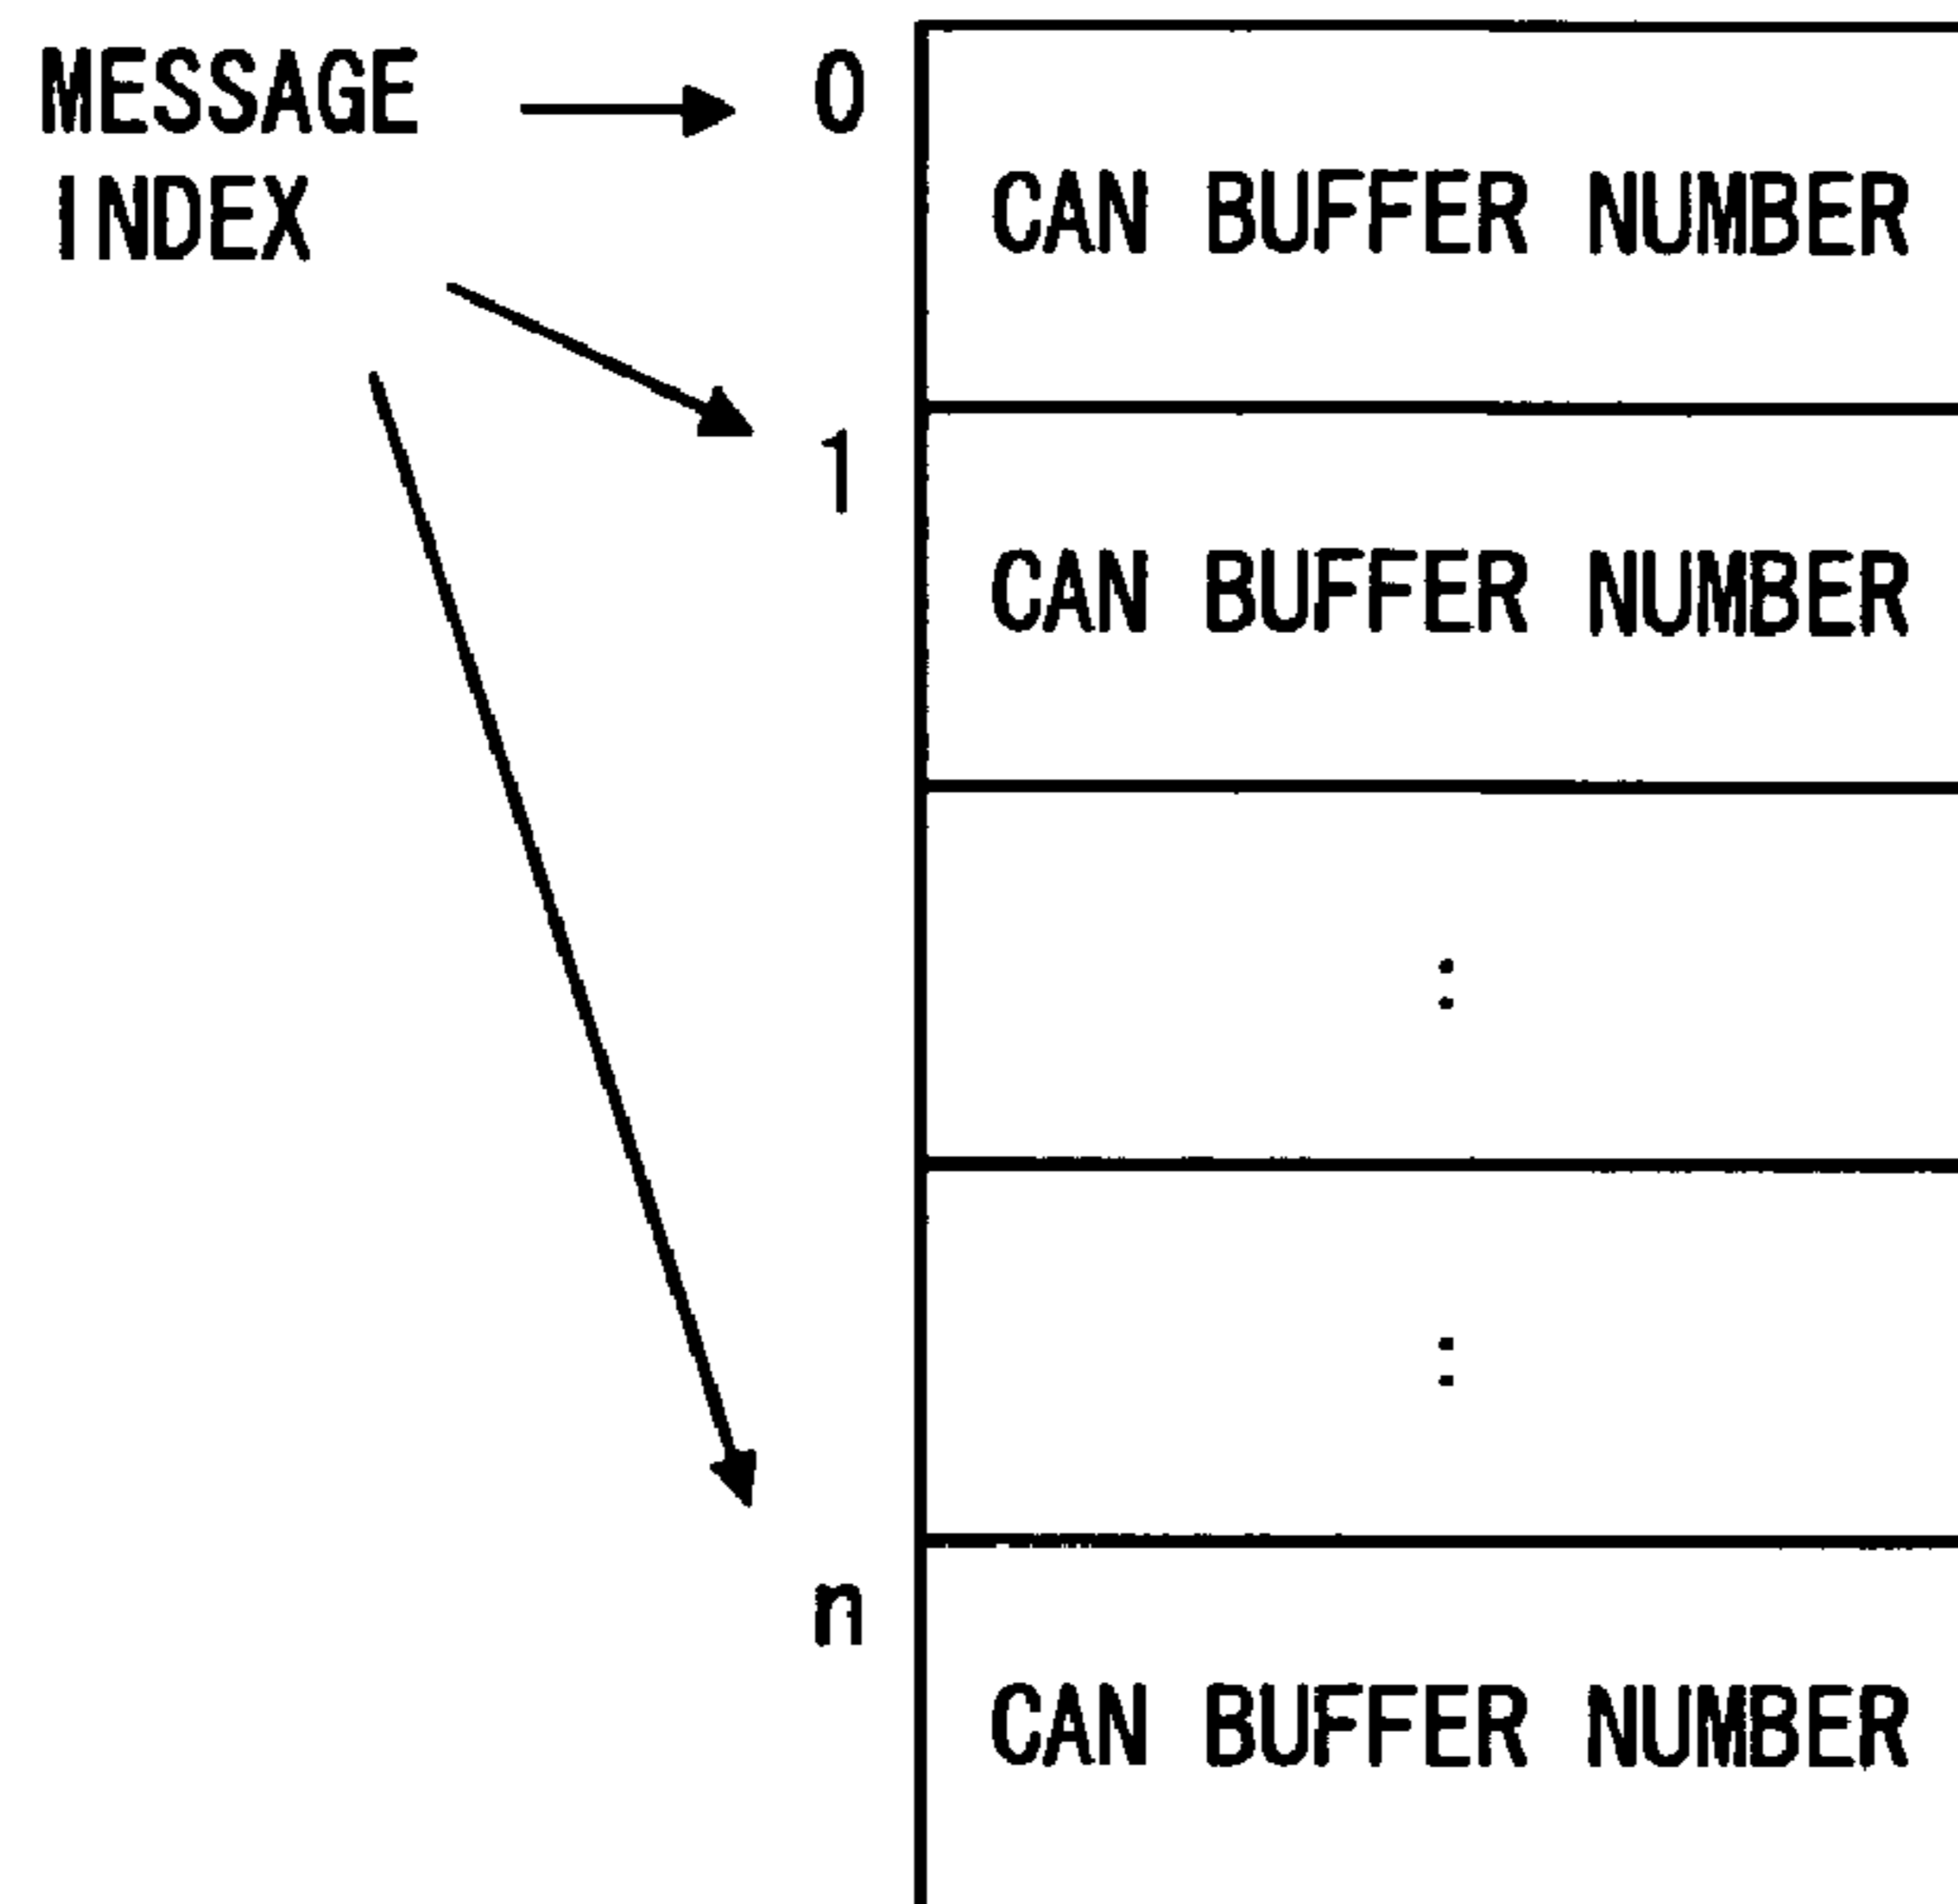 MESSAGE
INDEX
0
CAN BUFFER NUMBER
1
CAN BUFFER NUMBER
:
:
n
CAN BUFFER NUMBER